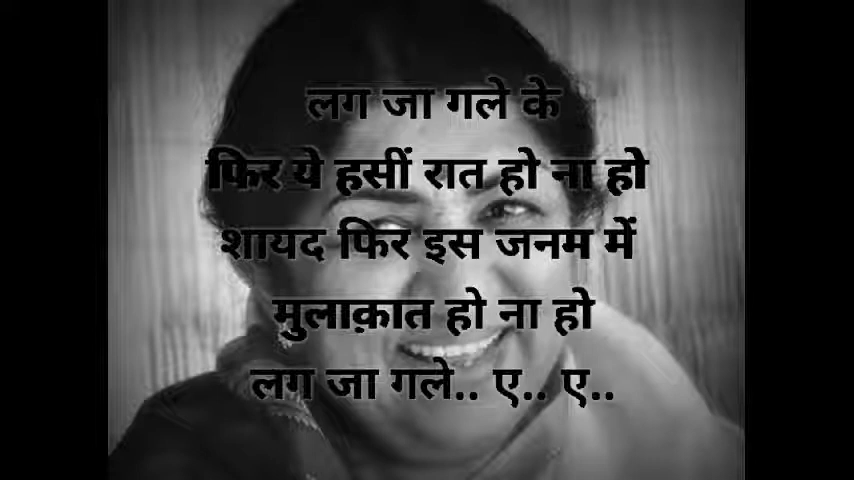 लग जा गले के
फिर ये हसीं रात हो ना हो
शायद फिर इस जनम में
मुलाक़ात हो ना हो
लग जा गले.. ए.. ए..